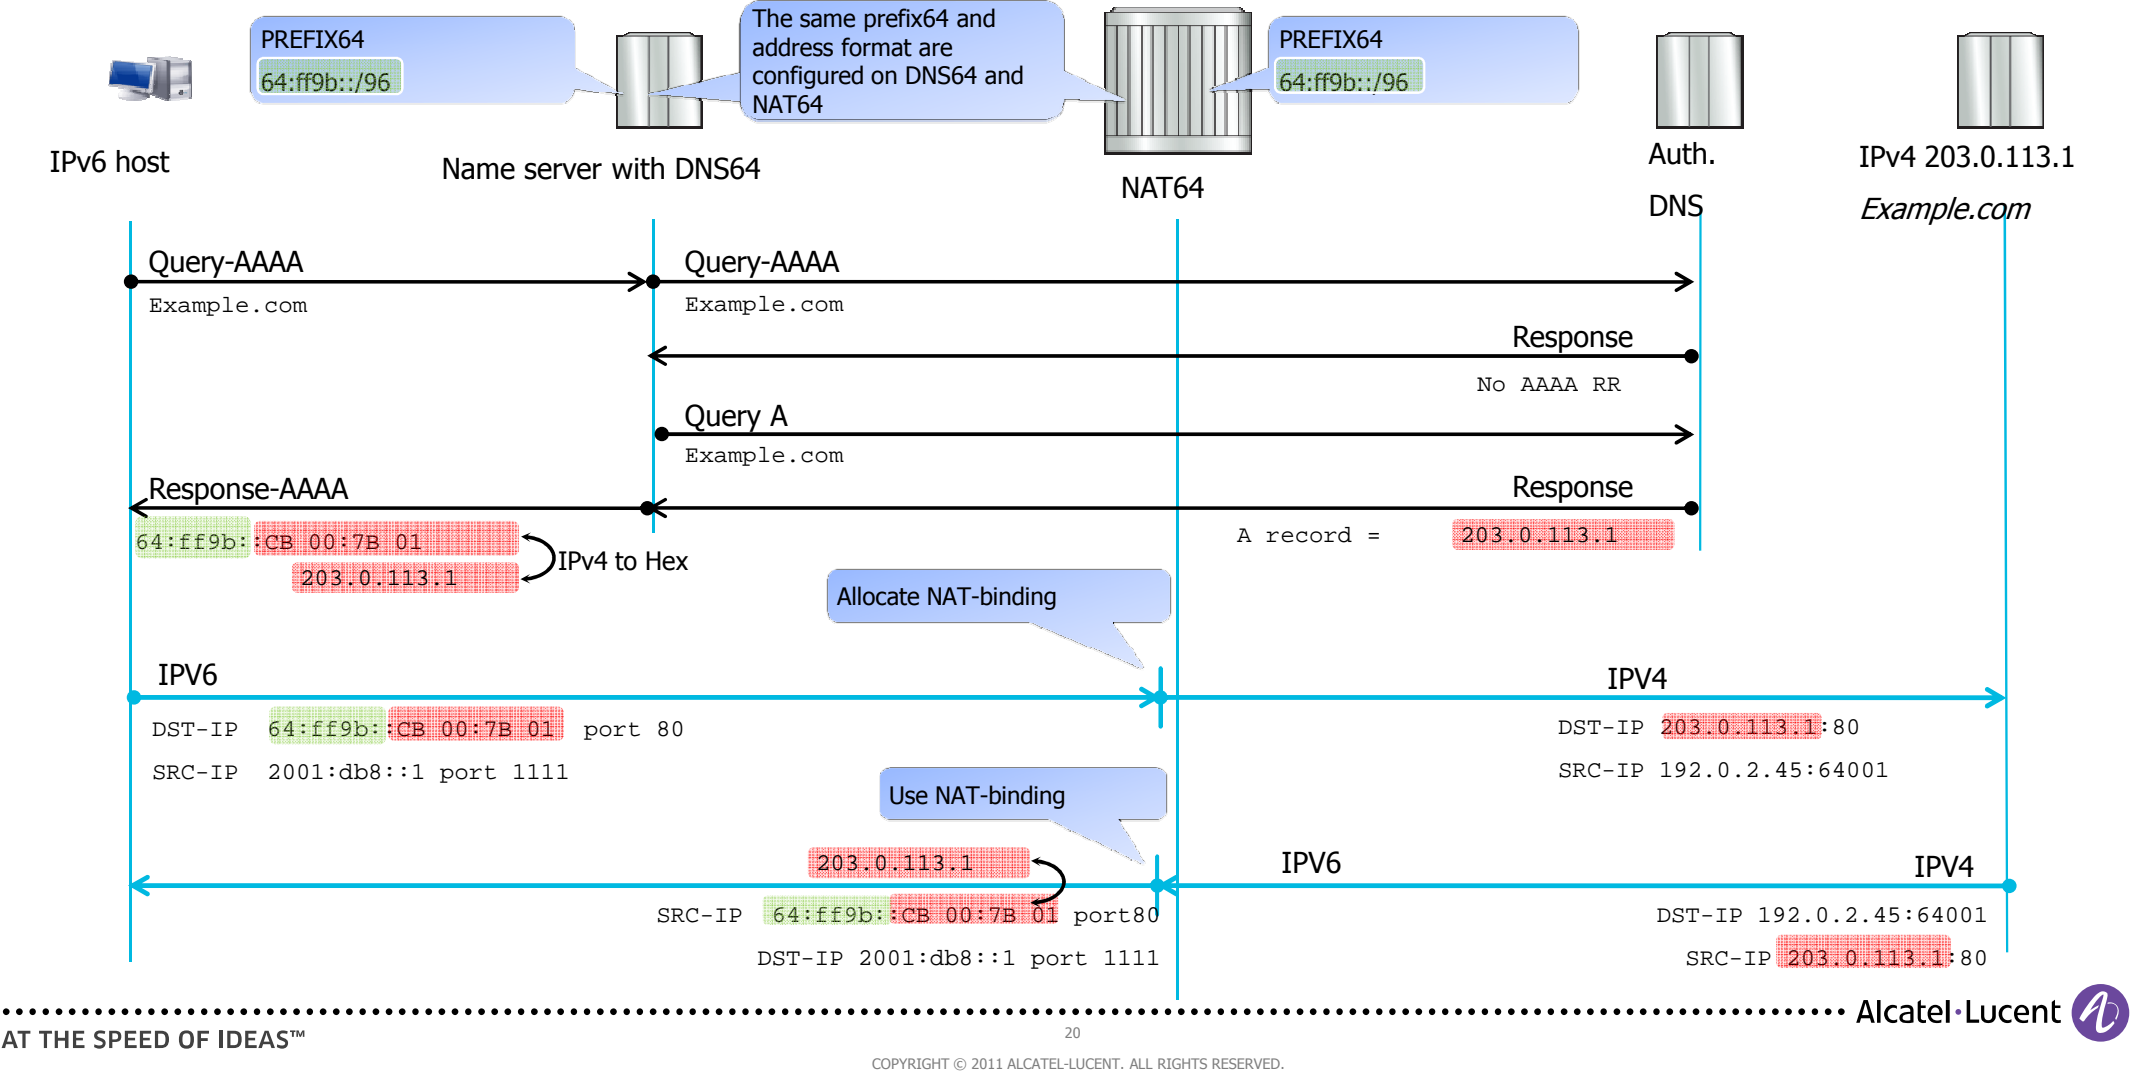 PREFIX64
64:ff9b::/96
The same prefix64 and
address format are
configured on DNS64 and
NAT64
PREFIX64
64:ff9b::/96
IPv6 host
Name server with DNS64
NAT64
Auth.
DNS
IPv4 203.0.113.1
Example.com
Query-AAAA
Example.com
Query-AAAA
Example.com
Response
No AAAA RR
Query A
Example.com
Response-AAAA
Response
64:ff9b::CB 00:7B 01
203.0.113.1
IPv4 to Hex
A record = 203.0.113.1
Allocate NAT-binding
IPV6
IPV4
DST-IP 64:ff9b::CB 00:7B 01 port 80
SRC-IP 2001:db8::1 port 1111
DST-IP 203.0.113.1:80
SRC-IP 192.0.2.45:64001
Use NAT-binding
203.0.113.1
IPV6
IPV4
SRC-IP 64:ff9b::CB 00:7B 01 port80
DST-IP 2001:db8::1 port 1111
DST-IP 192.0.2.45:64001
SRC-IP 203.0.113.1:80
Alcatel·Lucent
AT THE SPEED OF IDEAS™
20
COPYRIGHT © 2011 ALCATEL-LUCENT. ALL RIGHTS RESERVED.